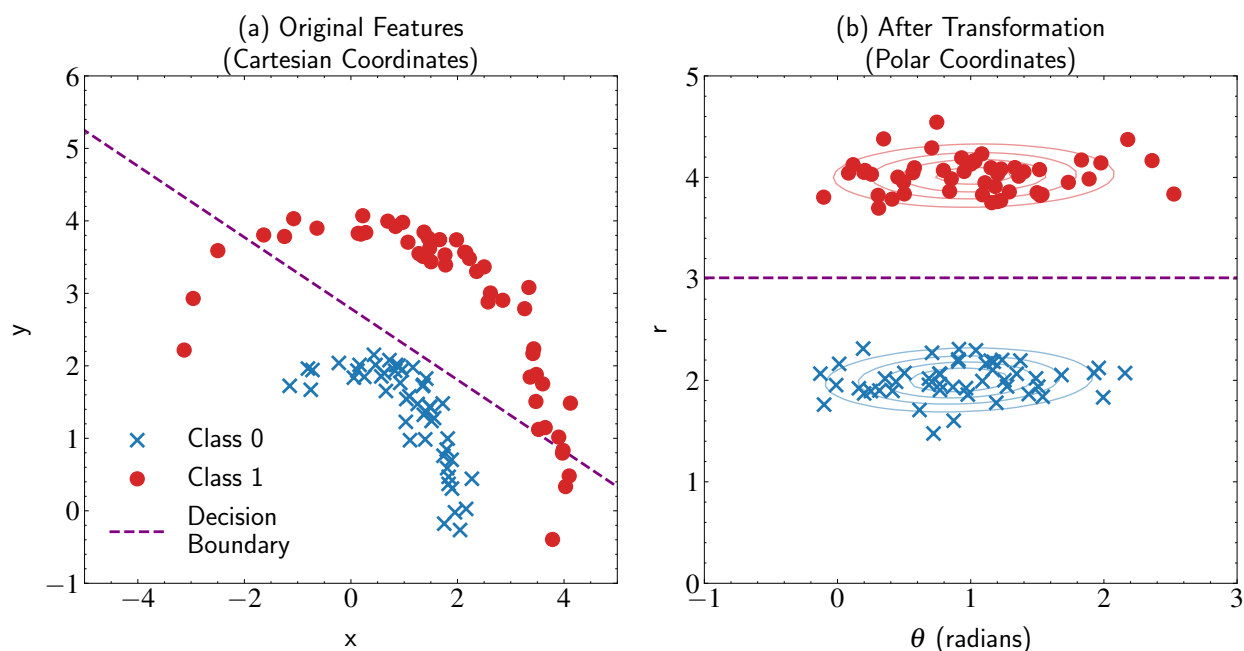 (a) Original Features
(Cartesian Coordinates)
6
5
4
3
2
1
0
−1
y
−4
−2
0
2
4
x
Class 0
Class 1
Decision
Boundary
(b) After Transformation
(Polar Coordinates)
5
4
3
2
1
0
r
−1
0
1
2
3
θ (radians)